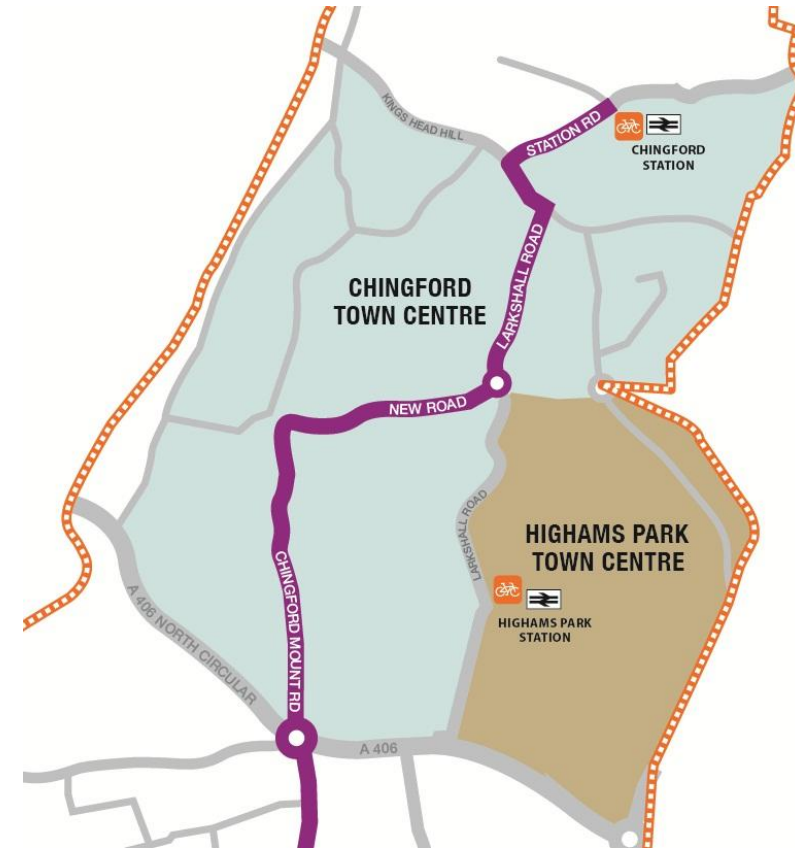 KINGS HEAD HILL
STATION RD
CHINGFORD
STATION
LARKSHALL ROAD
CHINGFORD
TOWN CENTRE
NEW ROAD
LARKSHALL ROAD
HIGHAMS PARK
TOWN CENTRE
HIGHAMS PARK
STATION
CHINGFORD MOUNT RD
A 406 NORTH CIRCULAR
A 406